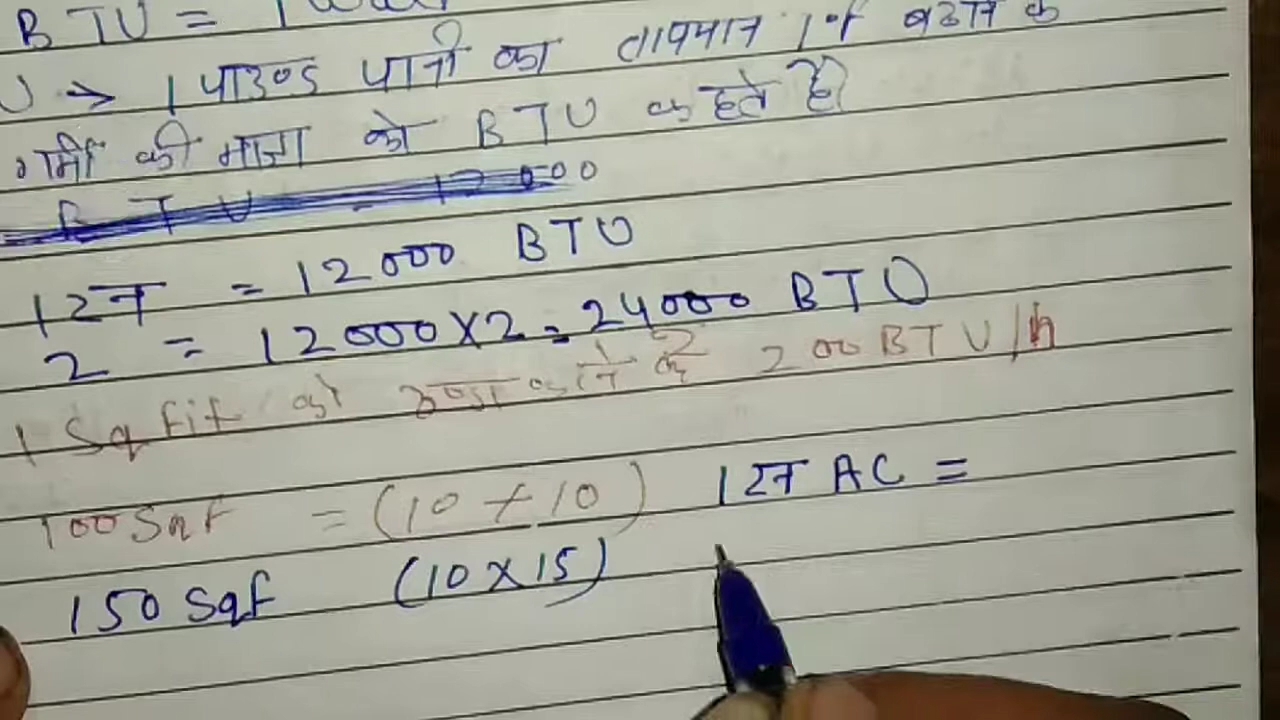 BTU = 1
U → 1 पाउण्ड पानी का तापमान 1°F बढाने के
गर्मी की मात्रा को BTU कहते है।
BTU - 12000
1 टन = 12000 BTU
2 = 12000×2 = 24000 BTU
1 Sq Fit को ठण्डा करने के 200 BTU/h
100 Sqf = (10 + 10) 1 टन AC =
150 Sqf (10×15)